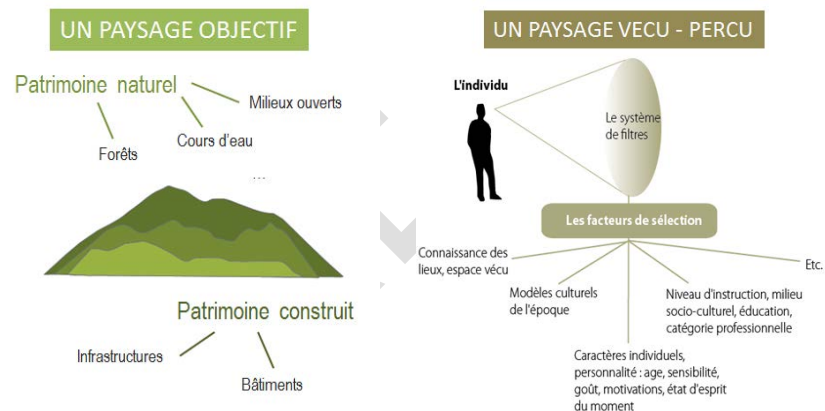 UN PAYSAGE OBJECTIF
Patrimoine naturel
Milieux ouverts
Cours d'eau
Forêts
...
Patrimoine construit
Infrastructures
Bâtiments
UN PAYSAGE VECU - PERCU
L'individu
Le système
de filtres
Les facteurs de sélection
Connaissance des
lieux, espace vécu
Modèles culturels
de l'époque
Caractères individuels,
personnalité : age, sensibilité,
goût, motivations, état d'esprit
du moment
Niveau d'instruction, milieu
socio-culturel, éducation,
catégorie professionnelle
Etc.